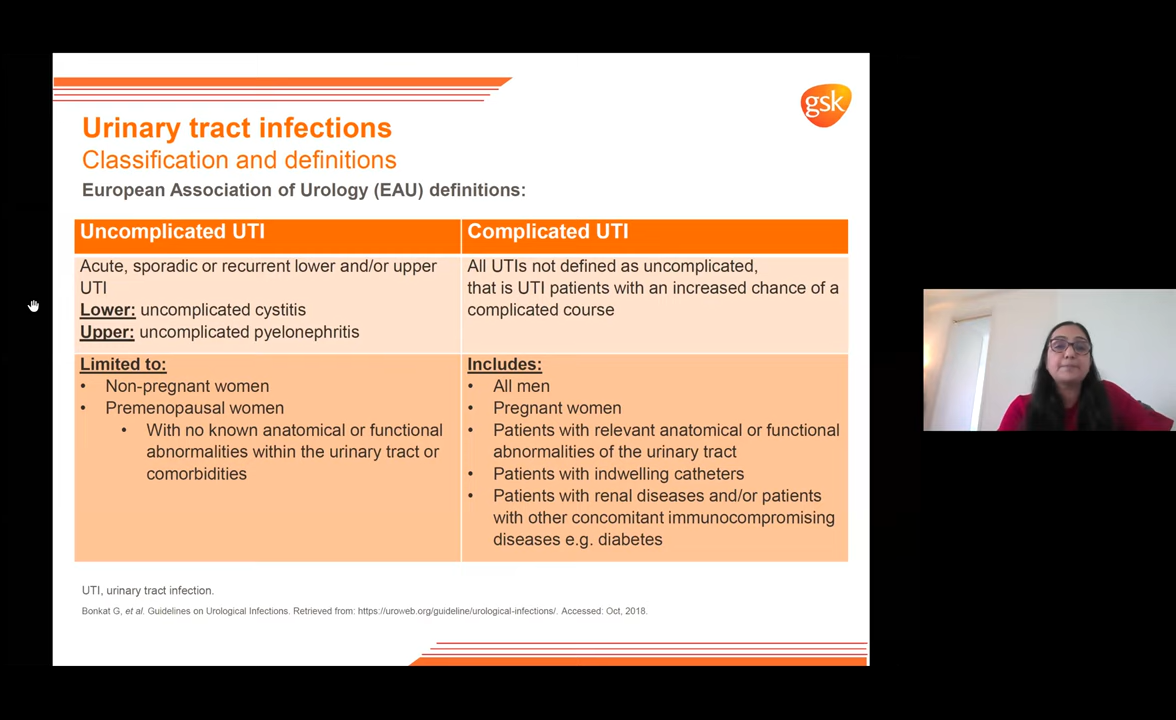 gsk
Urinary tract infections
Classification and definitions
European Association of Urology (EAU) definitions:
Uncomplicated UTI
Acute, sporadic or recurrent lower and/or upper
UTI
Lower: uncomplicated cystitis
Upper: uncomplicated pyelonephritis
Limited to:
• Non-pregnant women
• Premenopausal women
• With no known anatomical or functional
abnormalities within the urinary tract or
comorbidities
Complicated UTI
All UTIs not defined as uncomplicated,
that is UTI patients with an increased chance of a
complicated course
Includes:
• All men
• Pregnant women
• Patients with relevant anatomical or functional
abnormalities of the urinary tract
• Patients with indwelling catheters
• Patients with renal diseases and/or patients
with other concomitant immunocompromising
diseases e.g. diabetes
UTI, urinary tract infection.
Bonkat G, et al. Guidelines on Urological Infections. Retrieved from: https://uroweb.org/guideline/urological-infections/. Accessed: Oct, 2018.